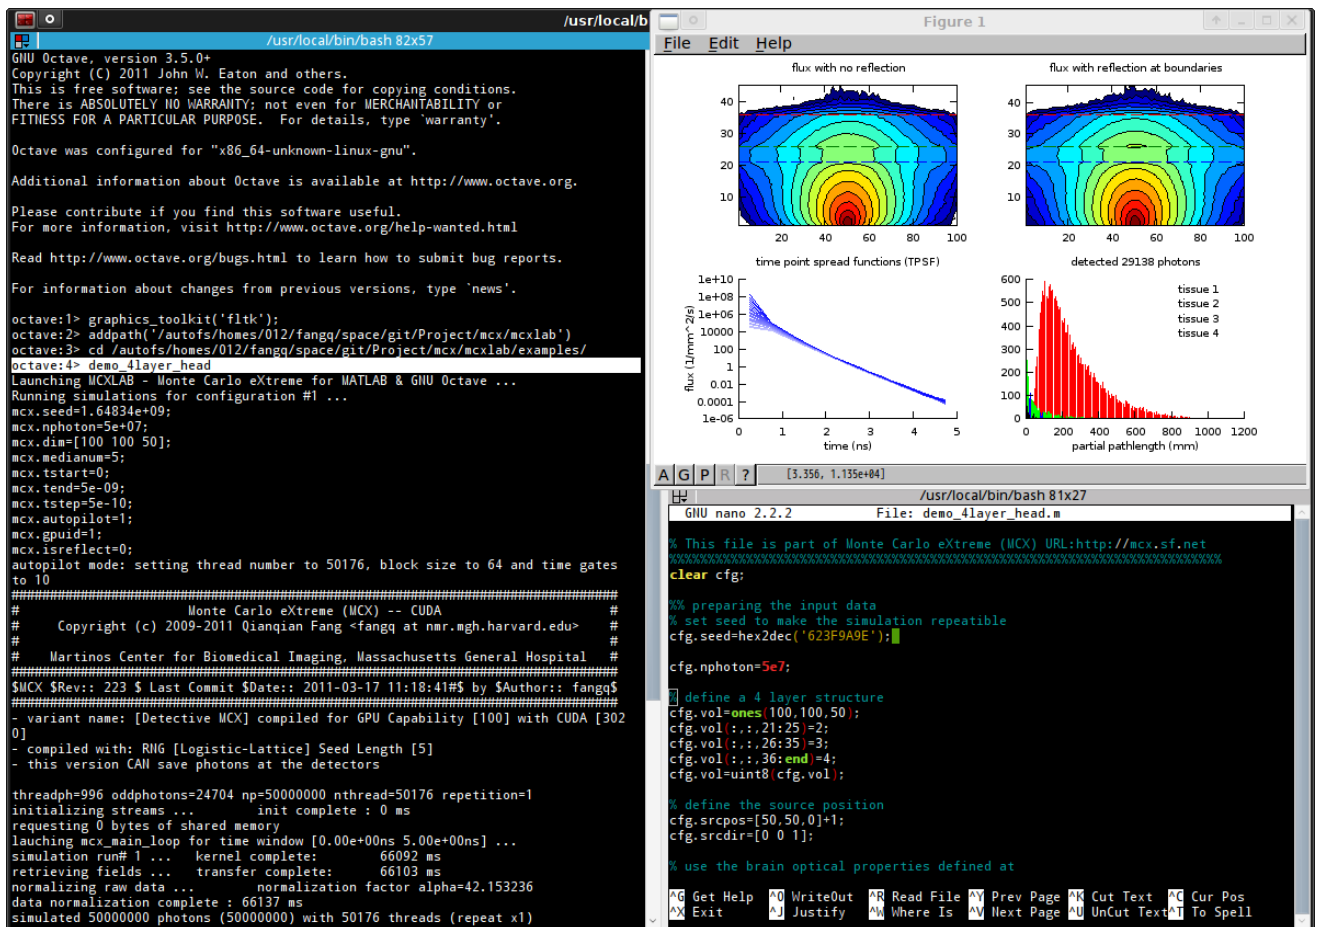 /usr/local/b
/usr/local/bin/bash 82x57
GNU Octave, version 3.5.0+
Copyright (C) 2011 John W. Eaton and others.
This is free software; see the source code for copying conditions.
There is ABSOLUTELY NO WARRANTY; not even for MERCHANTABILITY or
FITNESS FOR A PARTICULAR PURPOSE.  For details, type `warranty'.
Octave was configured for "x86_64-unknown-linux-gnu".
Additional information about Octave is available at http://www.octave.org.
Please contribute if you find this software useful.
For more information, visit http://www.octave.org/help-wanted.html
Read http://www.octave.org/bugs.html to learn how to submit bug reports.
For information about changes from previous versions, type `news'.
octave:1> graphics_toolkit('fltk');
octave:2> addpath('/autofs/homes/012/fangq/space/git/Project/mcx/mcxlab')
octave:3> cd /autofs/homes/012/fangq/space/git/Project/mcx/mcxlab/examples/
octave:4> demo_4layer_head
Launching MCXLAB - Monte Carlo eXtreme for MATLAB & GNU Octave ...
Running simulations for configuration #1 ...
mcx.seed=1.64834e+09;
mcx.nphoton=5e+07;
mcx.dim=[100 100 50];
mcx.medianum=5;
mcx.tstart=0;
mcx.tend=5e-09;
mcx.tstep=5e-10;
mcx.autopilot=1;
mcx.gpuid=1;
mcx.isreflect=0;
autopilot mode: setting thread number to 50176, block size to 64 and time gates
to 10
###############################################################################
#                      Monte Carlo eXtreme (MCX) -- CUDA                      #
#     Copyright (c) 2009-2011 Qianqian Fang <fangq at nmr.mgh.harvard.edu>    #
#                                                                             #
#    Martinos Center for Biomedical Imaging, Massachusetts General Hospital   #
###############################################################################
$MCX $Rev:: 223 $ Last Commit $Date:: 2011-03-17 11:18:41#$ by $Author:: fangq$
###############################################################################
- variant name: [Detective MCX] compiled for GPU Capability [100] with CUDA [302
0]
- compiled with: RNG [Logistic-Lattice] Seed Length [5]
- this version CAN save photons at the detectors
threadph=996 oddphotons=24704 np=50000000 nthread=50176 repetition=1
initializing streams ...        init complete : 0 ms
requesting 0 bytes of shared memory
lauching mcx_main_loop for time window [0.00e+00ns 5.00e+00ns] ...
simulation run# 1 ...   kernel complete:        66092 ms
retrieving fields ...   transfer complete:      66103 ms
normalizing raw data ...        normalization factor alpha=42.153236
data normalization complete : 66137 ms
simulated 50000000 photons (50000000) with 50176 threads (repeat x1)
Figure 1
File Edit Help
flux with no reflection
40
30
20
10
20 40 60 80 100
flux with reflection at boundaries
40
30
20
10
20 40 60 80 100
time point spread functions (TPSF)
flux (1/mm^2/s)
1e+10
1e+08
1e+06
10000
100
1
0.01
0.0001
1e-06
0 1 2 3 4 5
time (ns)
detected 29138 photons
600
500
400
300
200
100
0
tissue 1
tissue 2
tissue 3
tissue 4
0 200 400 600 800 1000 1200
partial pathlength (mm)
A G P R ? [3.356, 1.135e+04]
/usr/local/bin/bash 81x27
GNU nano 2.2.2          File: demo_4layer_head.m
% This file is part of Monte Carlo eXtreme (MCX) URL:http://mcx.sf.net
%%%%%%%%%%%%%%%%%%%%%%%%%%%%%%%%%%%%%%%%%%%%%%%%%%%%%%%%%%%%%%%%%%%%%%%%
clear cfg;
%% preparing the input data
% set seed to make the simulation repeatible
cfg.seed=hex2dec('623F9A9E');
cfg.nphoton=5e7;
% define a 4 layer structure
cfg.vol=ones(100,100,50);
cfg.vol(:,:,21:25)=2;
cfg.vol(:,:,26:35)=3;
cfg.vol(:,:,36:end)=4;
cfg.vol=uint8(cfg.vol);
% define the source position
cfg.srcpos=[50,50,0]+1;
cfg.srcdir=[0 0 1];
% use the brain optical properties defined at
^G Get Help  ^O WriteOut  ^R Read File ^Y Prev Page ^K Cut Text  ^C Cur Pos
^X Exit      ^J Justify   ^W Where Is  ^V Next Page ^U UnCut Text^T To Spell